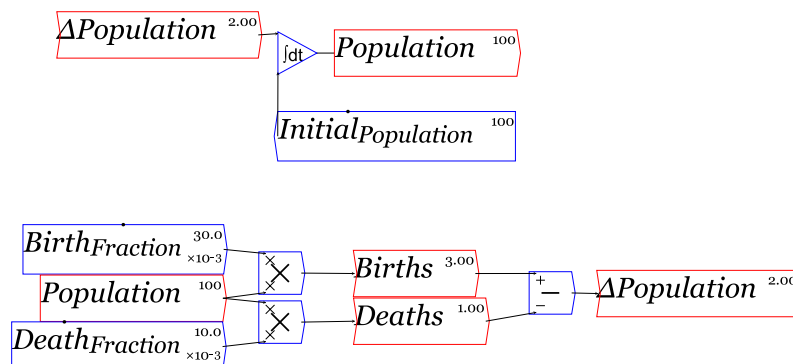 ΔPopulation 2.00
∫dt
Population 100
Initial Population 100
Birth Fraction 30.0 ×10-3
×
×
×
Births 3.00
+
−
−
ΔPopulation 2.00
Population 100
×
×
×
Deaths 1.00
Death Fraction 10.0 ×10-3